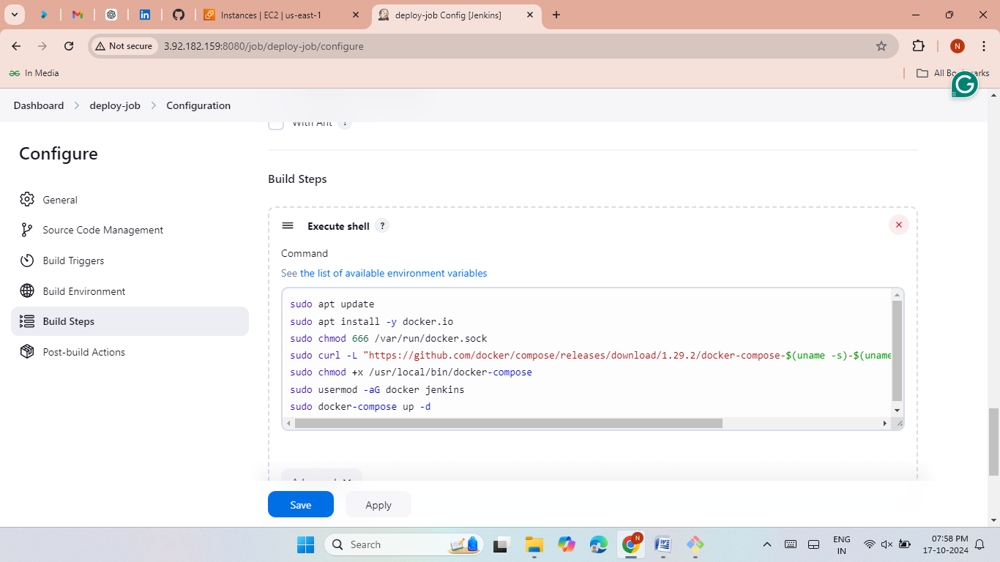 Instances | EC2 | us-east-1
deploy-job Config [Jenkins]
Not secure
3.92.182.159:8080/job/deploy-job/configure
N
In Media
All
G
Dashboard
deploy-job
Configuration
With Ant ?
Configure
General
Source Code Management
Build Triggers
Build Environment
Build Steps
Post-build Actions
Build Steps
Execute shell ?
Command
See the list of available environment variables
sudo apt update
sudo apt install -y docker.io
sudo chmod 666 /var/run/docker.sock
sudo curl -L "https://github.com/docker/compose/releases/download/1.29.2/docker-compose-$(uname -s)-$(uname
sudo chmod +x /usr/local/bin/docker-compose
sudo usermod -aG docker jenkins
sudo docker-compose up -d
Save
Apply
Search
N
ENG
IN
07:58 PM
17-10-2024